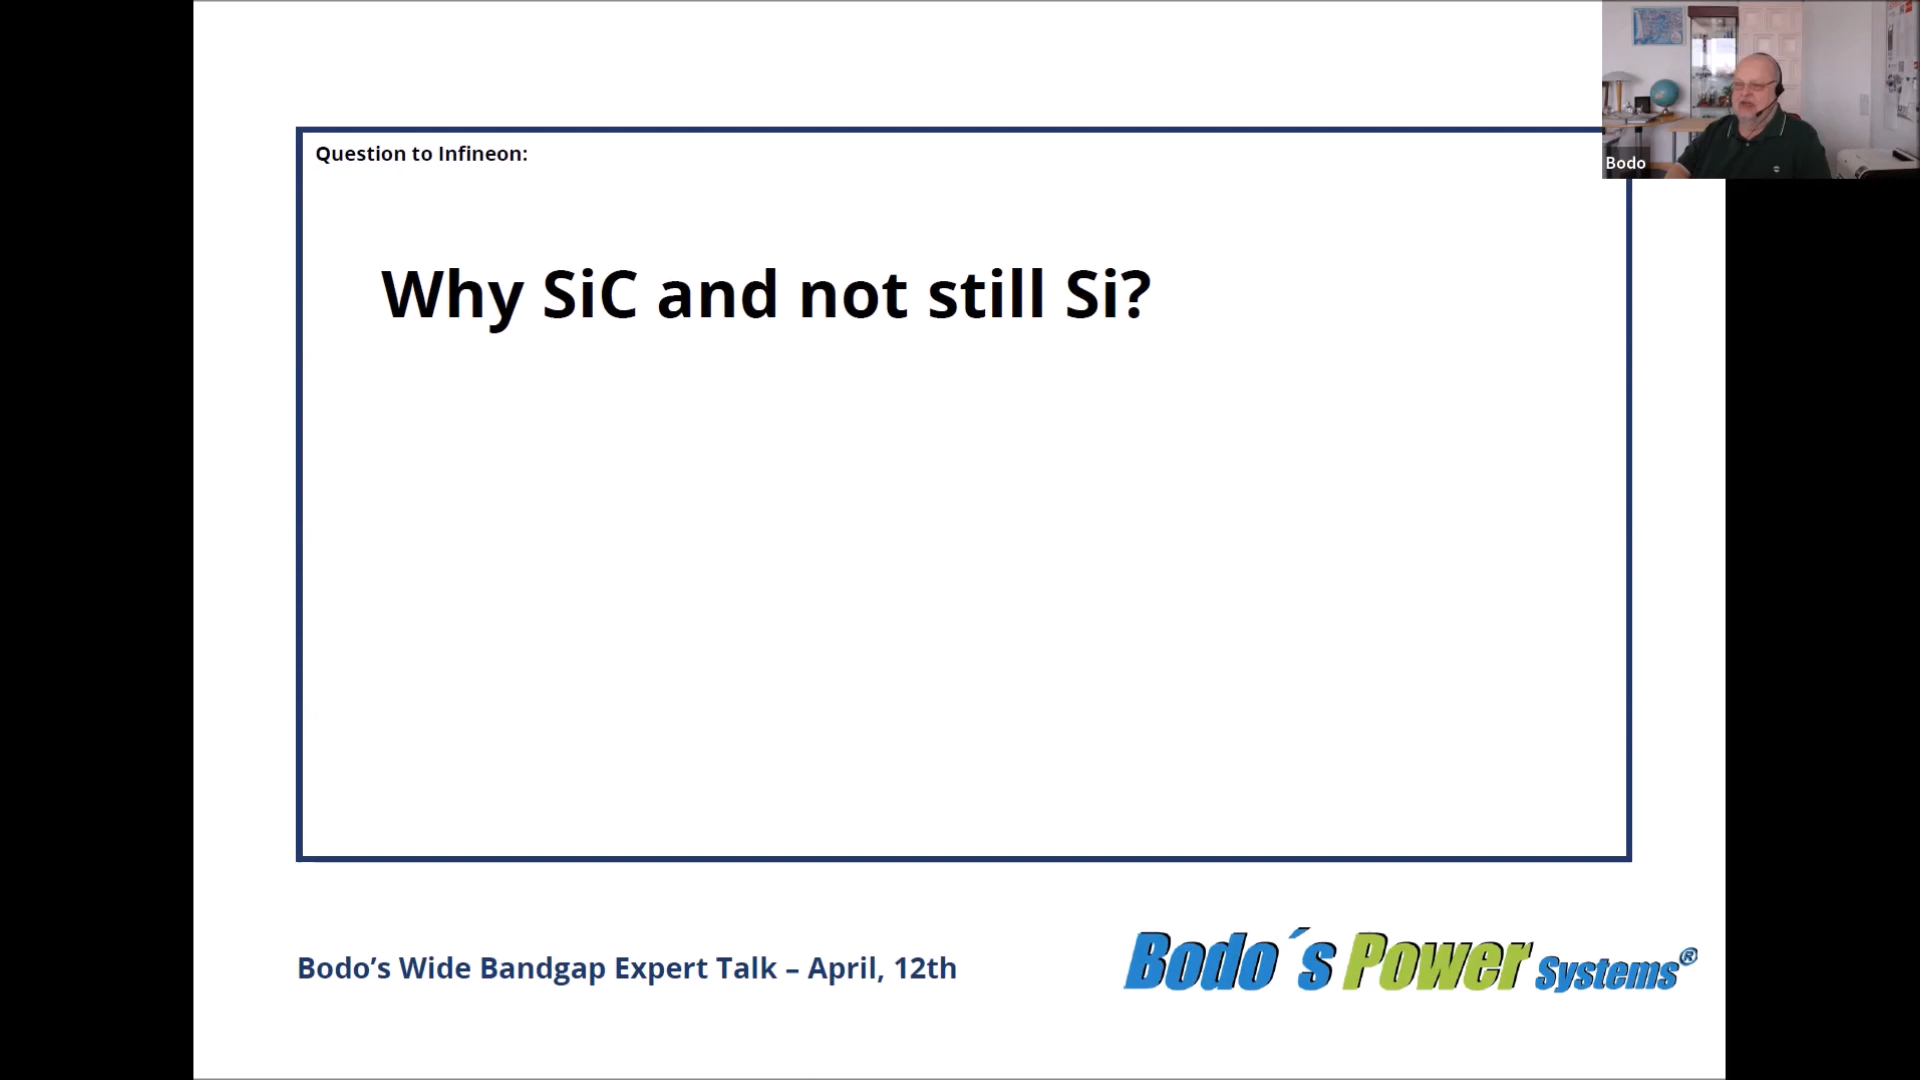 Question to Infineon:
Bodo
Why SiC and not still Si?
Bodo’s Wide Bandgap Expert Talk – April, 12th
Bodo´s Power Systems®